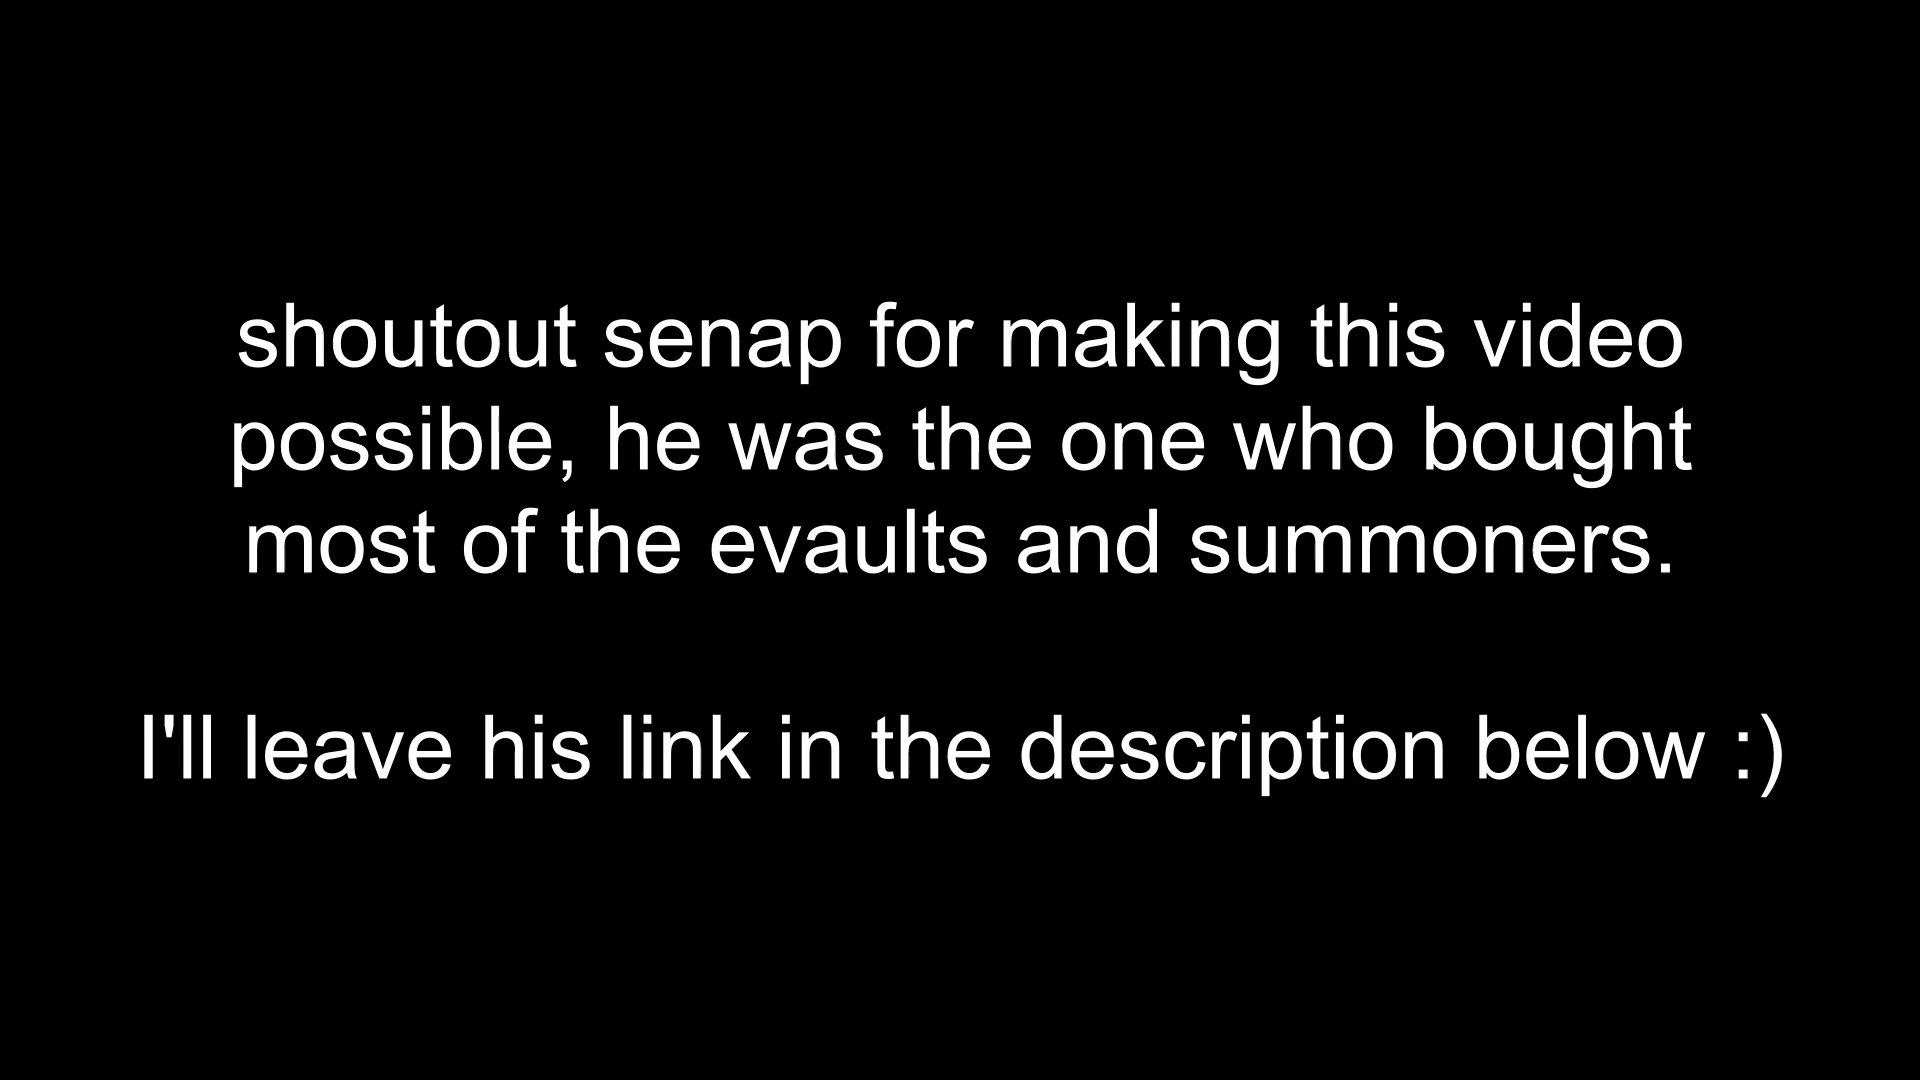 shoutout senap for making this video
possible, he was the one who bought
most of the evaults and summoners.
I'll leave his link in the description below :)